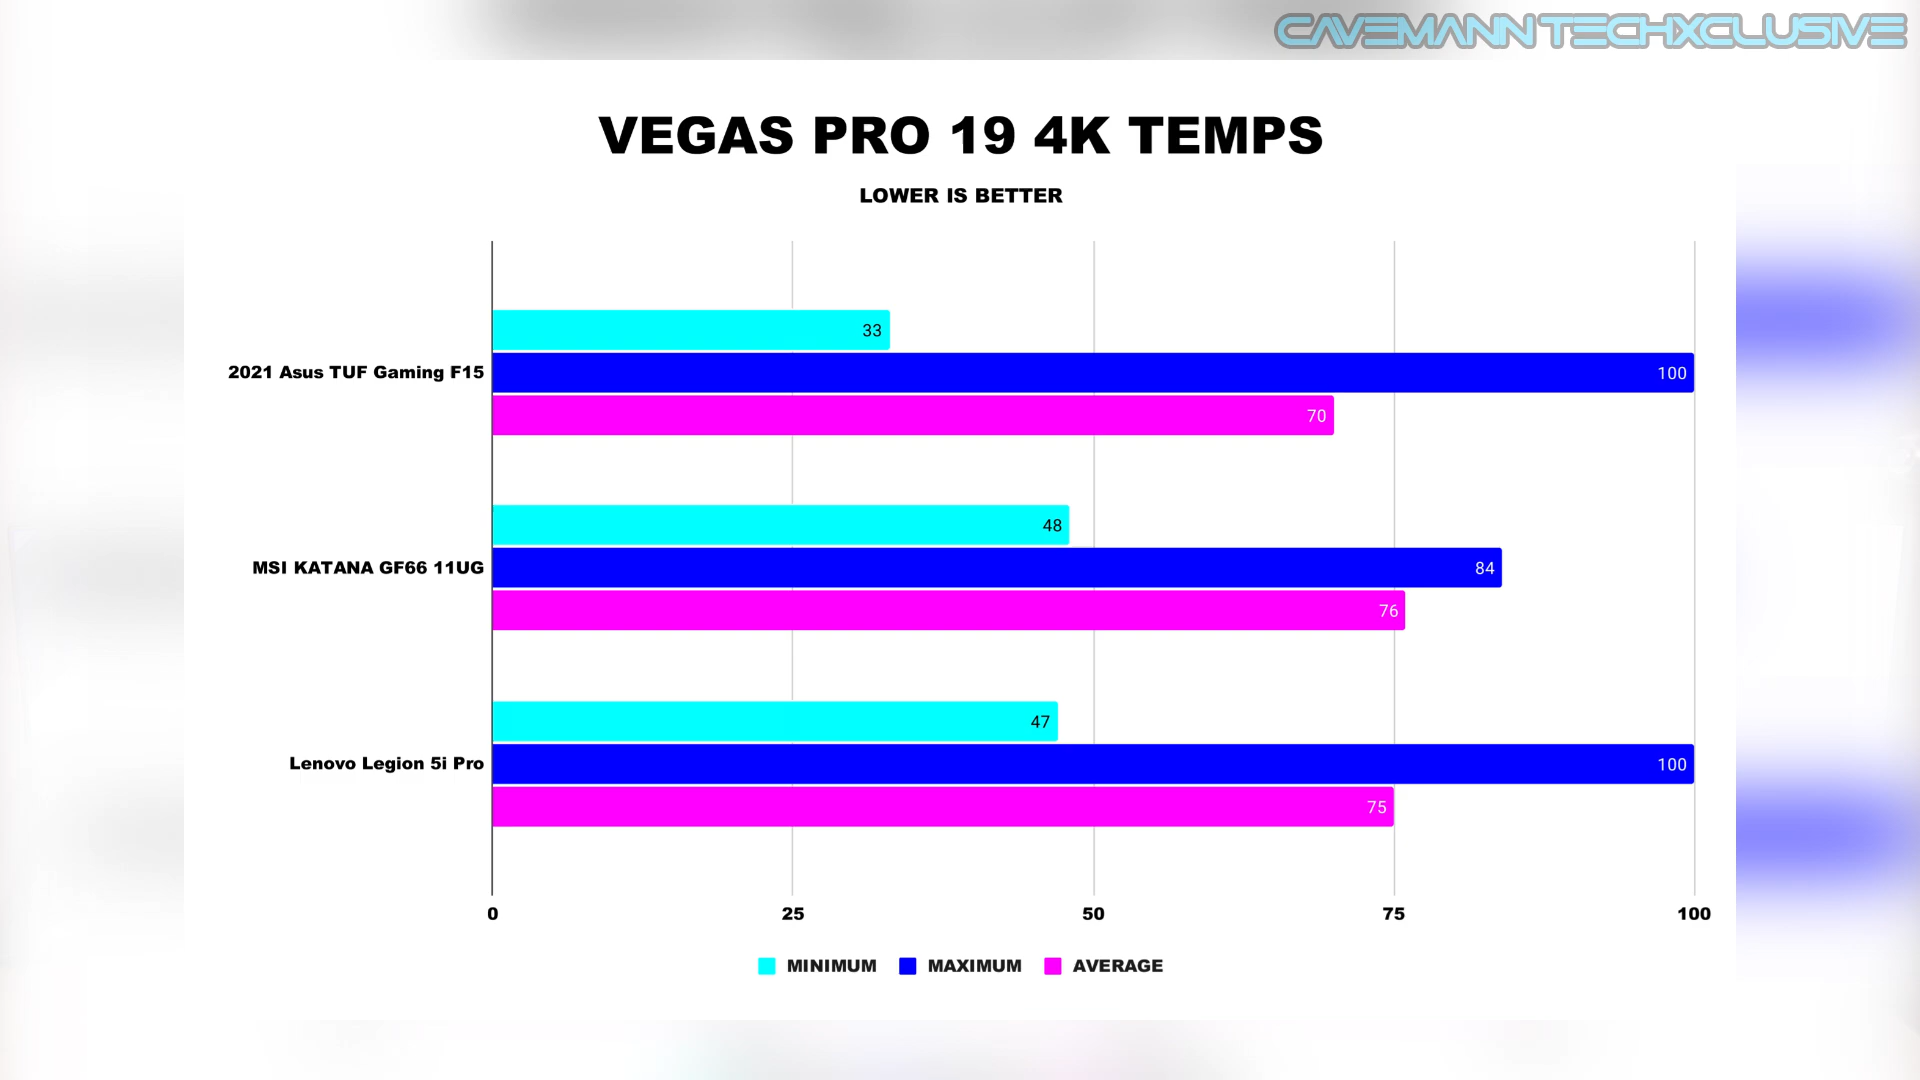 CAVEMANN TECHXCLUSIVE
VEGAS PRO 19 4K TEMPS
LOWER IS BETTER
2021 Asus TUF Gaming F15
33
100
70
MSI KATANA GF66 11UG
48
84
76
Lenovo Legion 5i Pro
47
100
75
0 25 50 75 100
MINIMUM MAXIMUM AVERAGE